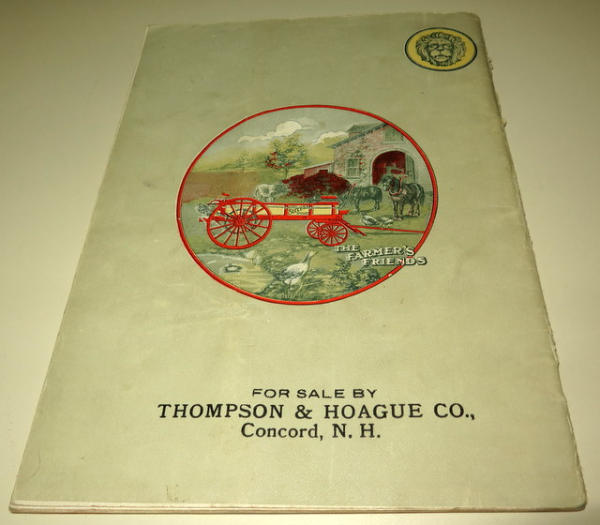 THE
FARMER'S
FRIENDS
FOR SALE BY
THOMPSON & HOAGUE CO.,
Concord, N. H.